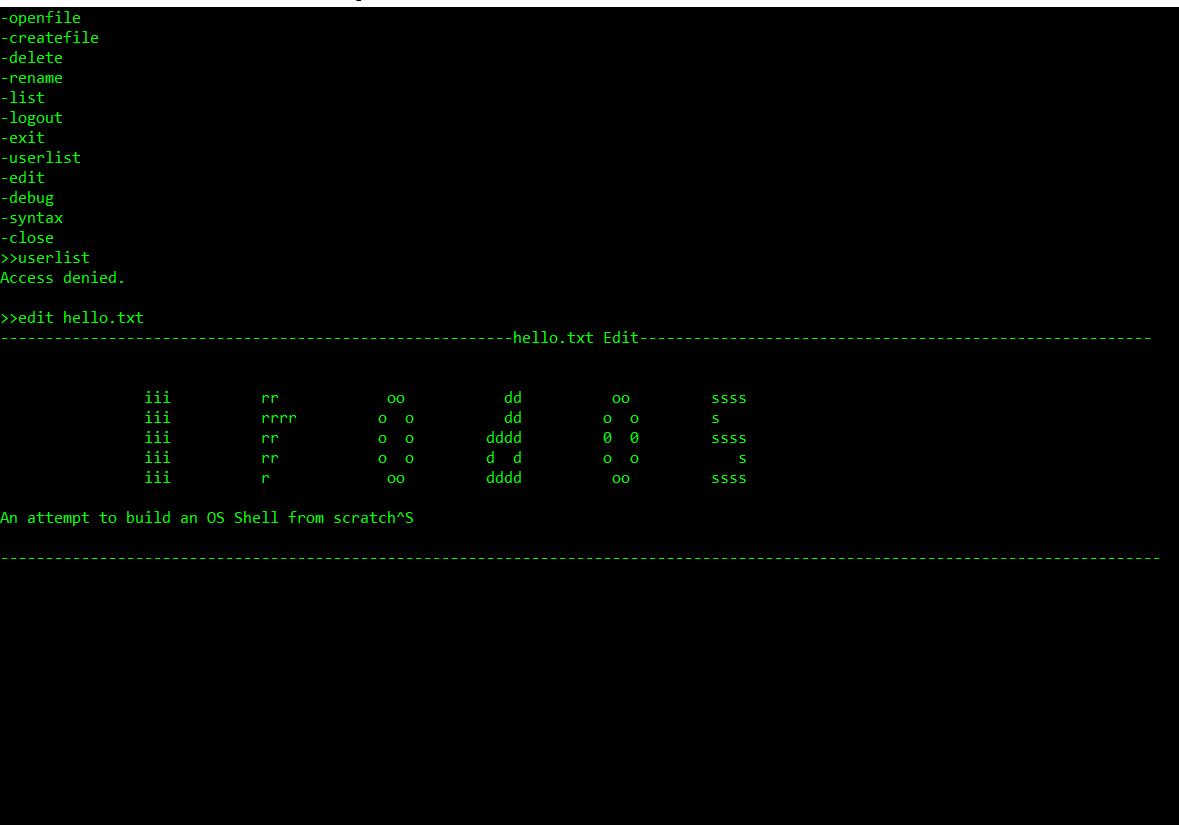 -openfile
-createfile
-delete
-rename
-list
-logout
-exit
-userlist
-edit
-debug
-syntax
-close
>>userlist
Access denied.
>>edit hello.txt
---------------------------------------------------------hello.txt Edit---------------------------------------------------------
                iii          rr            oo           dd          oo         ssss
                iii          rrrr         o  o          dd         o  o        s
                iii          rr           o  o        dddd         0  0        ssss
                iii          rr           o  o        d  d         o  o           s
                iii          r             oo         dddd          oo         ssss
An attempt to build an OS Shell from scratch^S
---------------------------------------------------------------------------------------------------------------------------------